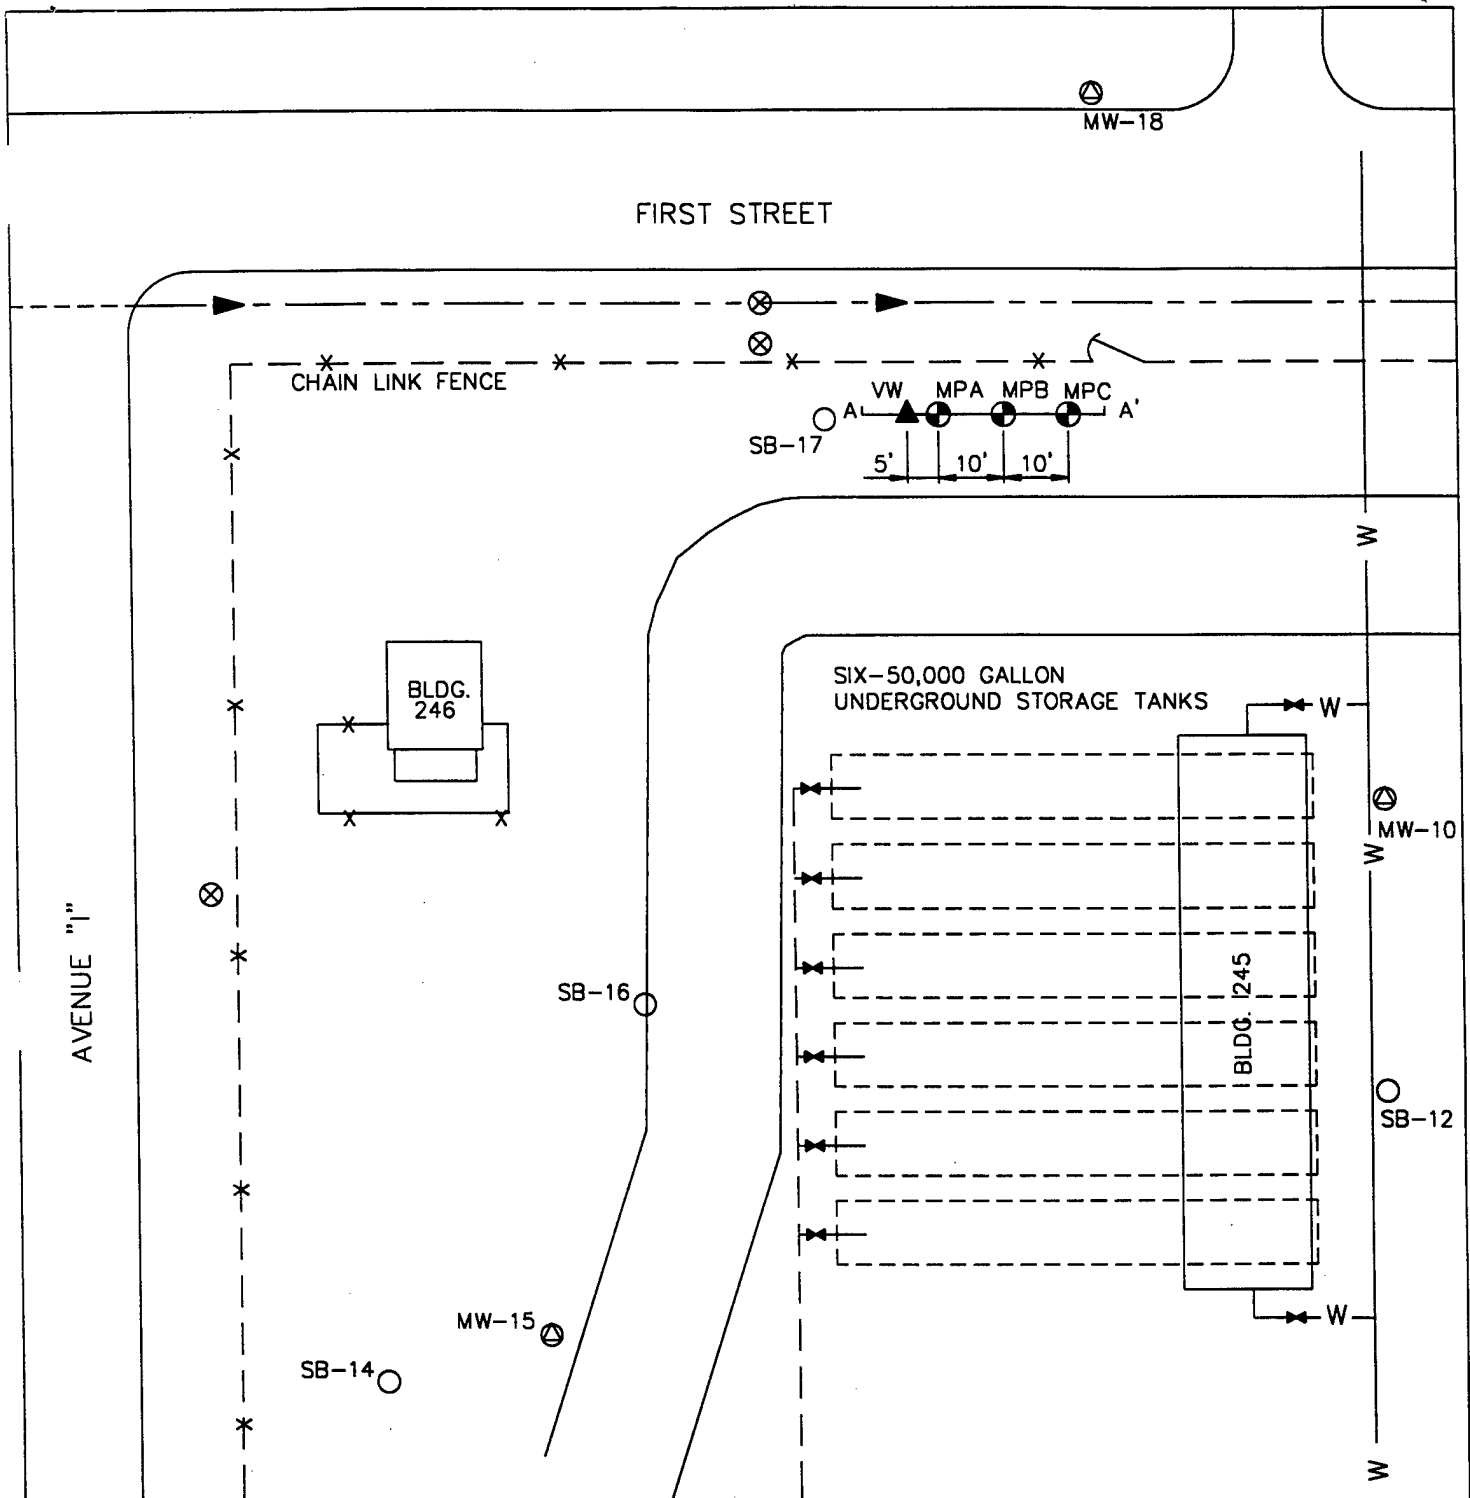 MW-18
FIRST STREET
CHAIN LINK FENCE
VW MPA MPB MPC
A A'
SB-17
5' 10' 10'
W
SIX-50,000 GALLON
UNDERGROUND STORAGE TANKS
BLDG.
246
W
MW-10
W
AVENUE "I"
SB-16
BLDG. 245
SB-12
MW-15
W
SB-14
W